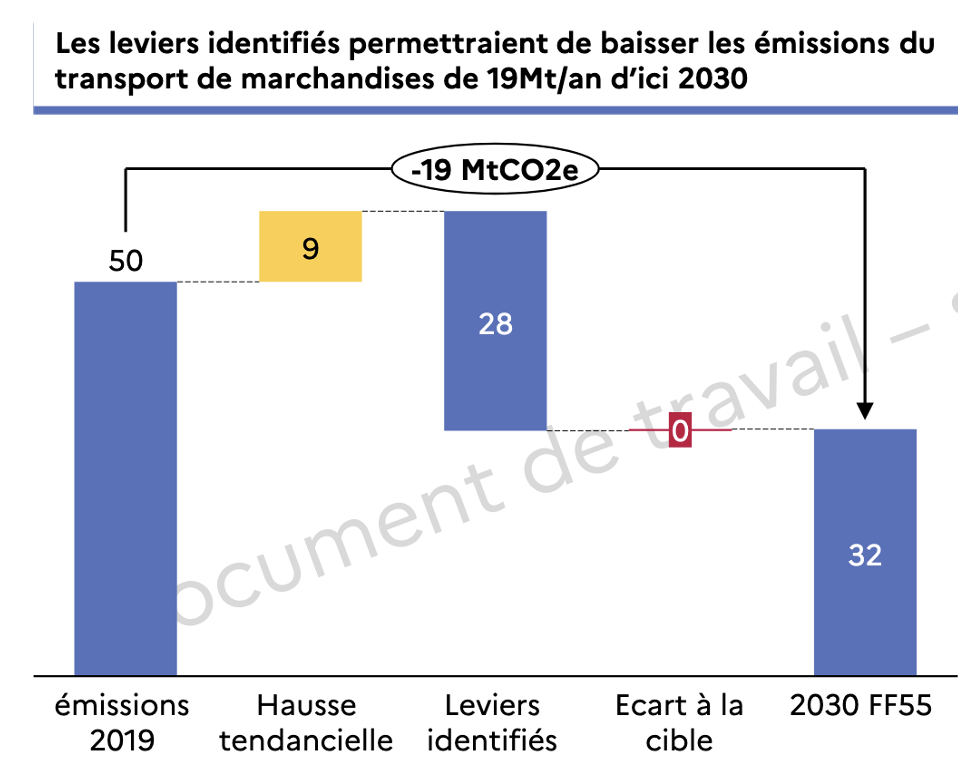 Les leviers identifiés permettraient de baisser les émissions du
transport de marchandises de 19Mt/an d’ici 2030
-19 MtCO2e
50
9
28
0
32
ocument de travail –
émissions
2019
Hausse
tendancielle
Leviers
identifiés
Ecart à la
cible
2030 FF55